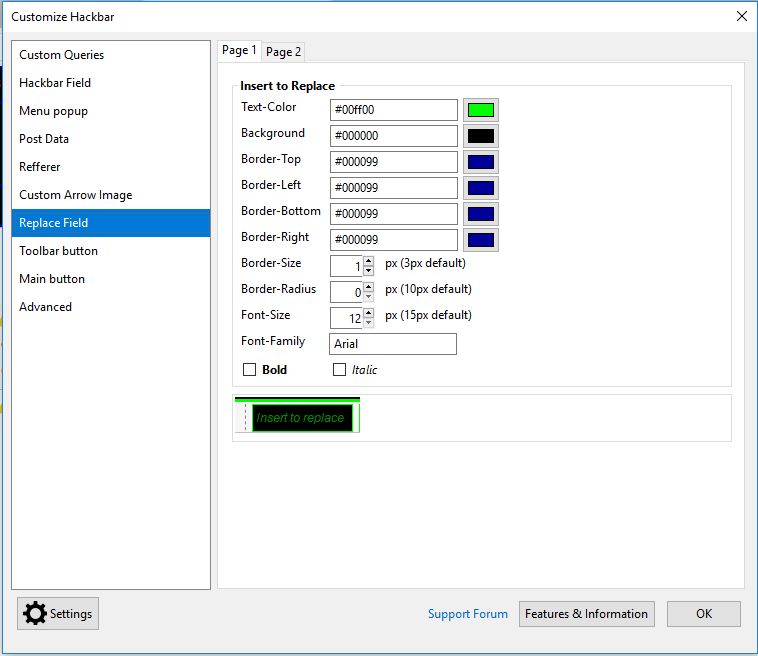 Customize Hackbar
Custom Queries
Hackbar Field
Menu popup
Post Data
Refferer
Custom Arrow Image
Replace Field
Toolbar button
Main button
Advanced
Page 1 Page 2
Insert to Replace
Text-Color #00ff00
Background #000000
Border-Top #000099
Border-Left #000099
Border-Bottom #000099
Border-Right #000099
Border-Size 1 px (3px default)
Border-Radius 0 px (10px default)
Font-Size 12 px (15px default)
Font-Family Arial
Bold Italic
Insert to replace
Settings Support Forum Features & Information OK